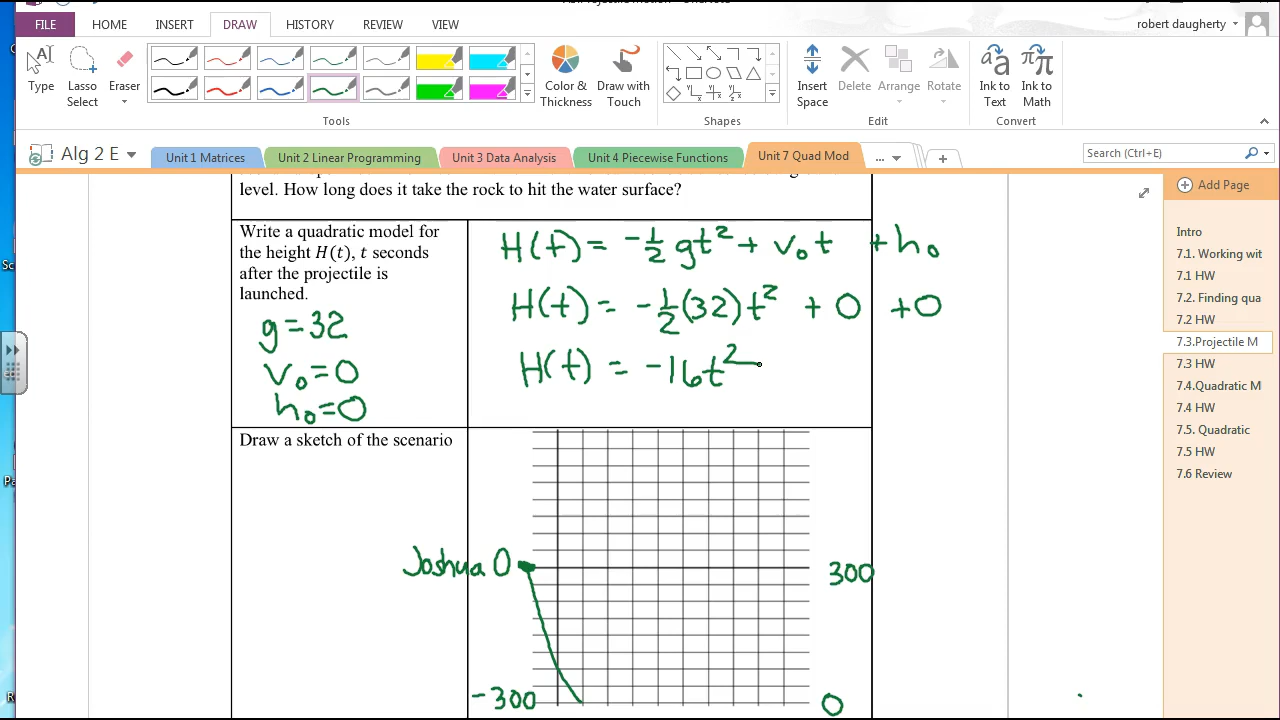 FILE HOME INSERT DRAW HISTORY REVIEW VIEW robert daugherty
Type Lasso Select Eraser Color & Thickness Draw with Touch Insert Space Delete Arrange Rotate Ink to Text Ink to Math
Tools Shapes Edit Convert
Alg 2 E Unit 1 Matrices Unit 2 Linear Programming Unit 3 Data Analysis Unit 4 Piecewise Functions Unit 7 Quad Mod ... Search (Ctrl+E)
level. How long does it take the rock to hit the water surface?
Write a quadratic model for
the height H(t), t seconds
after the projectile is
launched.
g = 32
v₀ = 0
h₀ = 0
H(t) = -½ gt² + v₀t + h₀
H(t) = -½(32)t² + 0 + 0
H(t) = -16t²
Draw a sketch of the scenario
Joshua 0
300
-300
0
Add Page
Intro
7.1. Working wit
7.1 HW
7.2. Finding qua
7.2 HW
7.3.Projectile M
7.3 HW
7.4.Quadratic M
7.4 HW
7.5. Quadratic
7.5 HW
7.6 Review